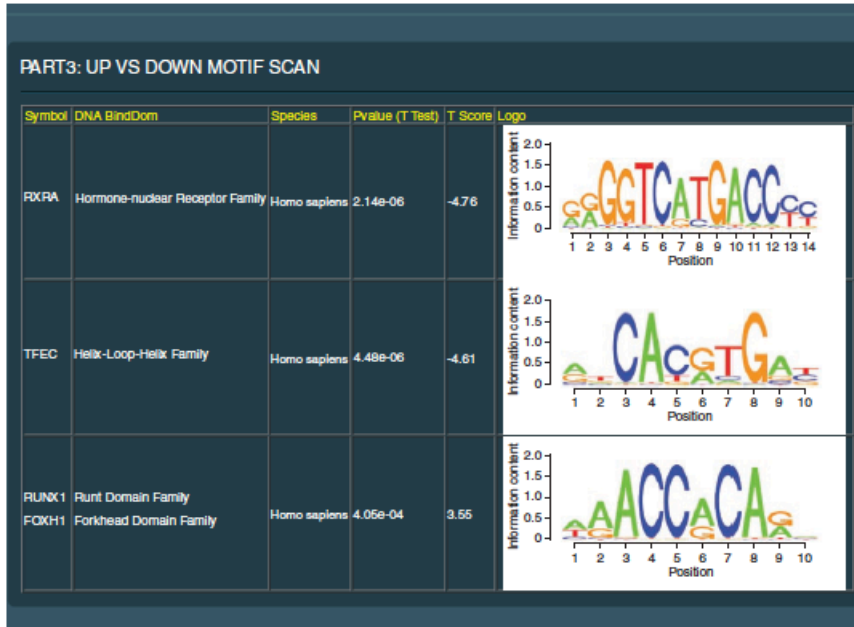 PART3: UP VS DOWN MOTIF SCAN
Symbol DNA BindDom Species Pvalue (T Test) T Score Logo
RXRA Hormone-nuclear Receptor Family Homo sapiens 2.14e-06 -4.76
Information content
2.0
1.5
1.0
0.5
0
GGTCATGACC
1 2 3 4 5 6 7 8 9 10 11 12 13 14
Position
TFEC Helix-Loop-Helix Family Homo sapiens 4.48e-06 -4.61
Information content
2.0
1.5
1.0
0.5
0
CACGTG
1 2 3 4 5 6 7 8 9 10
Position
RUNX1 Runt Domain Family
FOXH1 Forkhead Domain Family
Homo sapiens 4.05e-04 3.55
Information content
2.0
1.5
1.0
0.5
0
AAACCACAG
1 2 3 4 5 6 7 8 9 10
Position